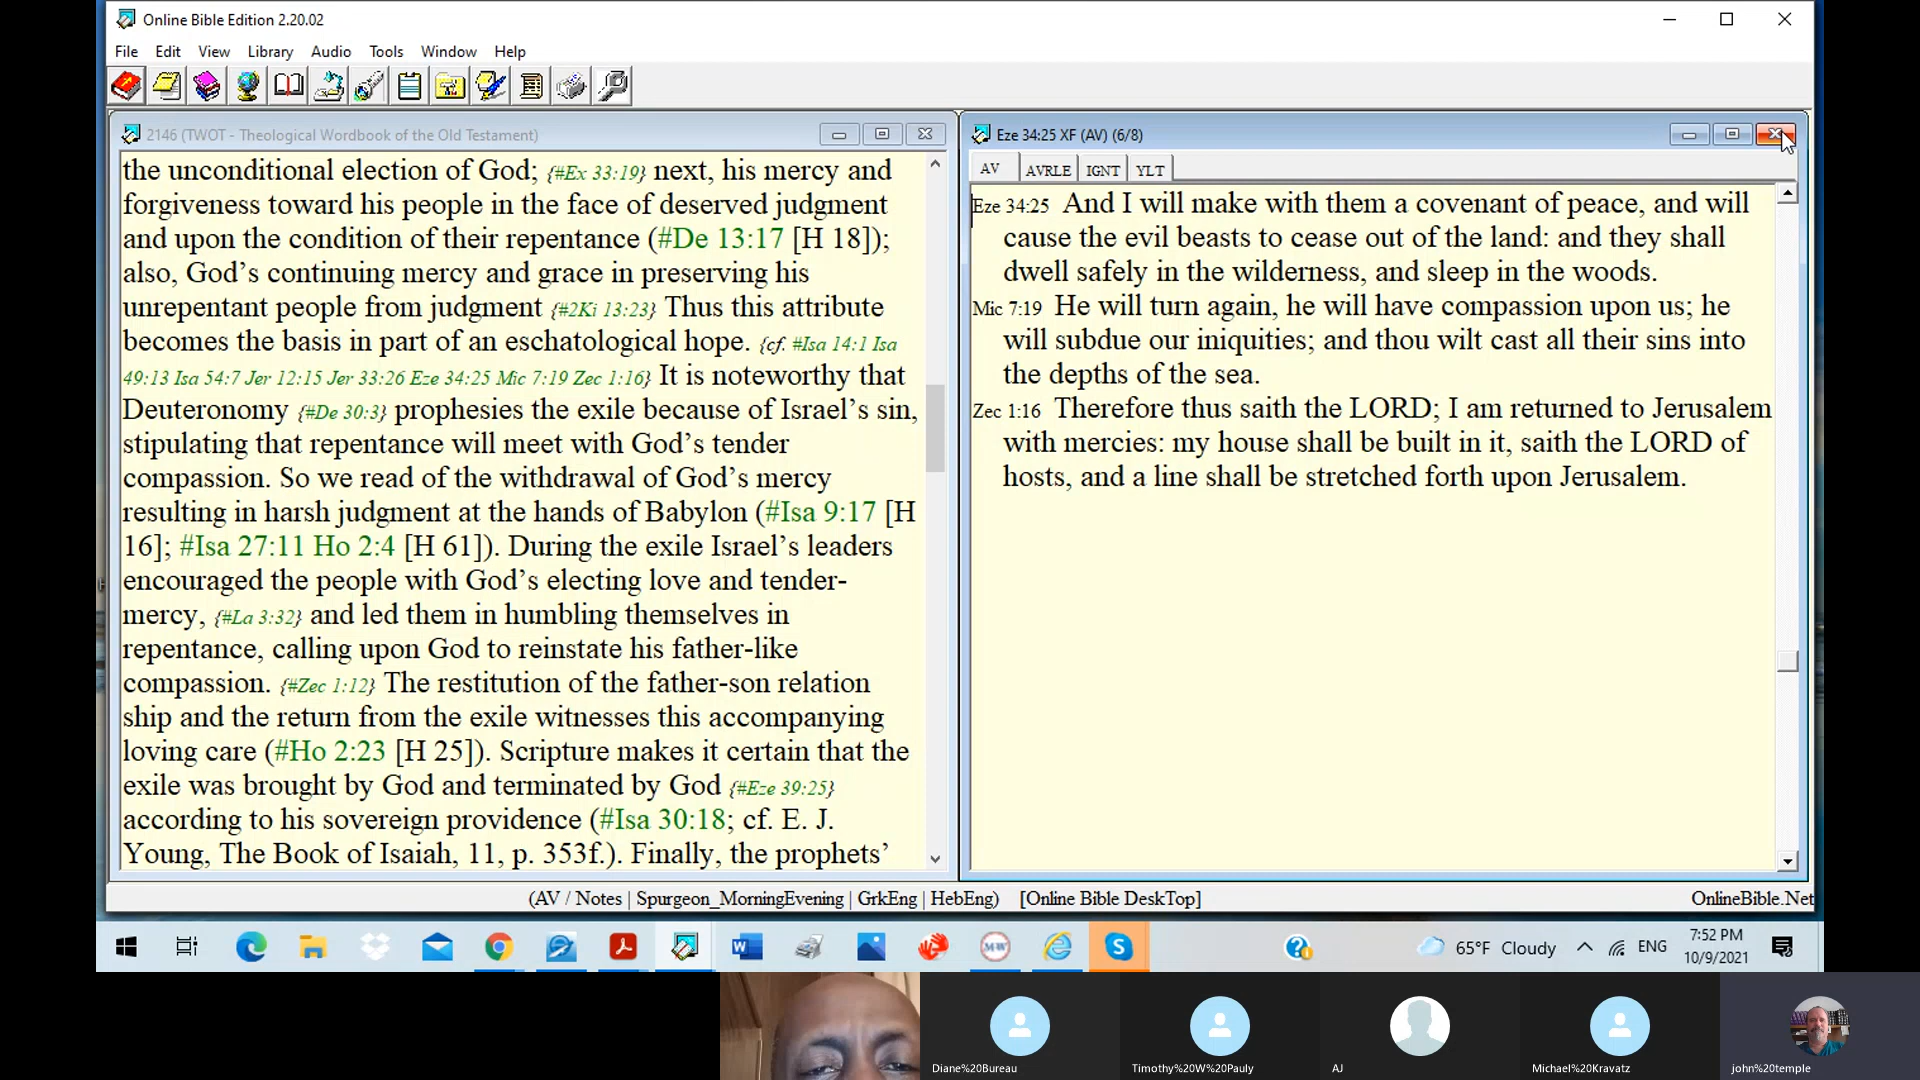 Online Bible Edition 2.20.02
File Edit View Library Audio Tools Window Help
2146 (TWOT - Theological Wordbook of the Old Testament)
the unconditional election of God; {#Ex 33:19} next, his mercy and
forgiveness toward his people in the face of deserved judgment
and upon the condition of their repentance (#De 13:17 [H 18]);
also, God’s continuing mercy and grace in preserving his
unrepentant people from judgment {#2Ki 13:23} Thus this attribute
becomes the basis in part of an eschatological hope. {cf. #Isa 14:1 Isa
49:13 Isa 54:7 Jer 12:15 Jer 33:26 Eze 34:25 Mic 7:19 Zec 1:16} It is noteworthy that
Deuteronomy {#De 30:3} prophesies the exile because of Israel’s sin,
stipulating that repentance will meet with God’s tender
compassion. So we read of the withdrawal of God’s mercy
resulting in harsh judgment at the hands of Babylon (#Isa 9:17 [H
16]; #Isa 27:11 Ho 2:4 [H 61]). During the exile Israel’s leaders
encouraged the people with God’s electing love and tender-
mercy, {#La 3:32} and led them in humbling themselves in
repentance, calling upon God to reinstate his father-like
compassion. {#Zec 1:12} The restitution of the father-son relation
ship and the return from the exile witnesses this accompanying
loving care (#Ho 2:23 [H 25]). Scripture makes it certain that the
exile was brought by God and terminated by God {#Eze 39:25}
according to his sovereign providence (#Isa 30:18; cf. E. J.
Young, The Book of Isaiah, 11, p. 353f.). Finally, the prophets’
Eze 34:25 XF (AV) (6/8)
AV AVRLE IGNT YLT
Eze 34:25 And I will make with them a covenant of peace, and will
cause the evil beasts to cease out of the land: and they shall
dwell safely in the wilderness, and sleep in the woods.
Mic 7:19 He will turn again, he will have compassion upon us; he
will subdue our iniquities; and thou wilt cast all their sins into
the depths of the sea.
Zec 1:16 Therefore thus saith the LORD; I am returned to Jerusalem
with mercies: my house shall be built in it, saith the LORD of
hosts, and a line shall be stretched forth upon Jerusalem.
(AV / Notes | Spurgeon_MorningEvening | GrkEng | HebEng) [Online Bible DeskTop] OnlineBible.Net
65°F Cloudy ENG
7:52 PM
10/9/2021
Diane%20Bureau
Timothy%20W%20Pauly
AJ
Michael%20Kravatz
john%20temple